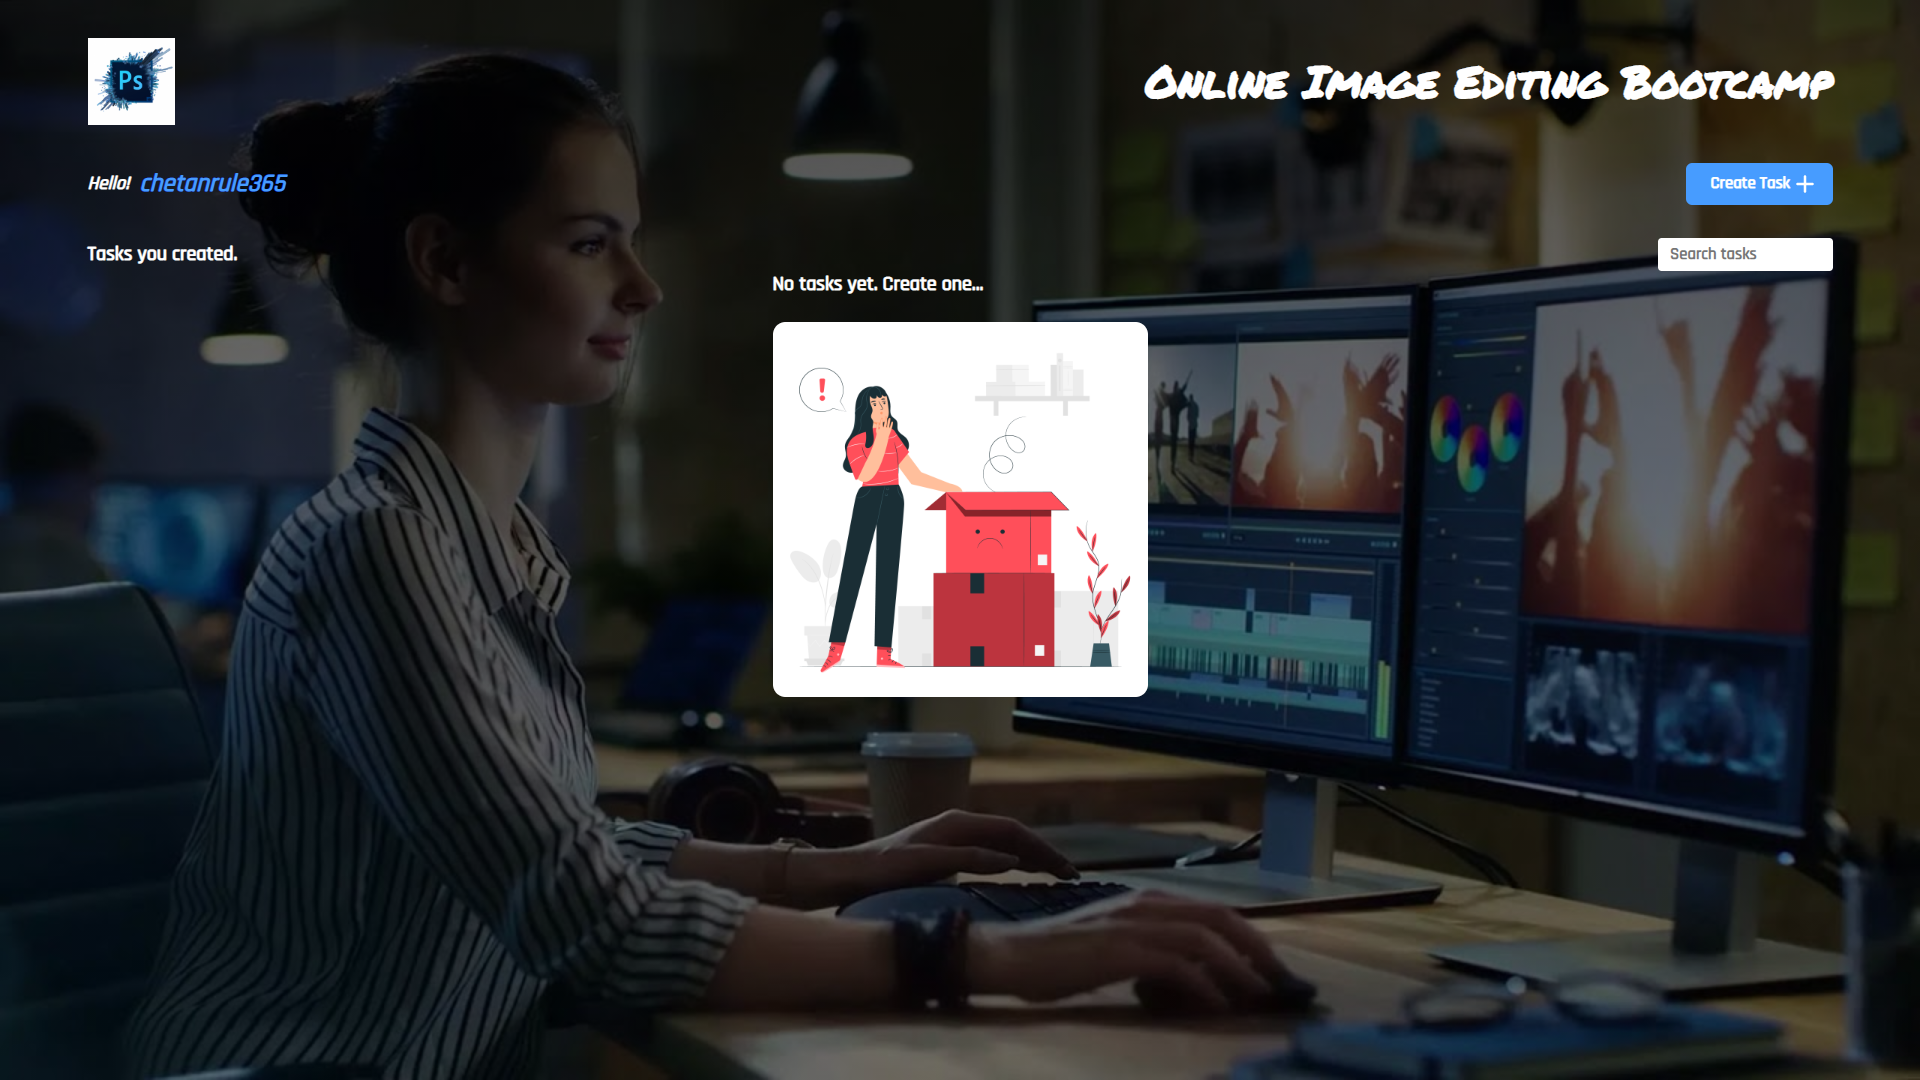 Ps
Online Image Editing Bootcamp
Hello! chetanrule365
Create Task
Tasks you created.
Search tasks
No tasks yet. Create one...
!